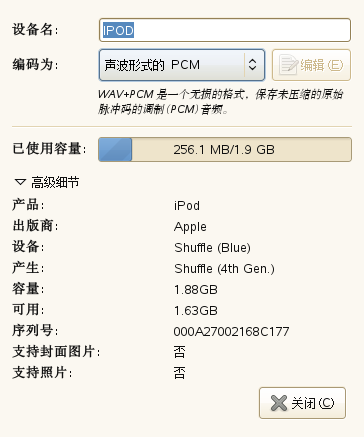 设备名: IPOD
编码为: 声波形式的 PCM 编辑(E)
WAV+PCM 是一个无损的格式，保存未压缩的原始
脉冲码的调制(PCM)音频。
已使用容量: 256.1 MB/1.9 GB
高级细节
产品: iPod
出版商: Apple
设备: Shuffle (Blue)
产生: Shuffle (4th Gen.)
容量: 1.88GB
可用: 1.63GB
序列号: 000A27002168C177
支持封面图片: 否
支持照片: 否
关闭(C)